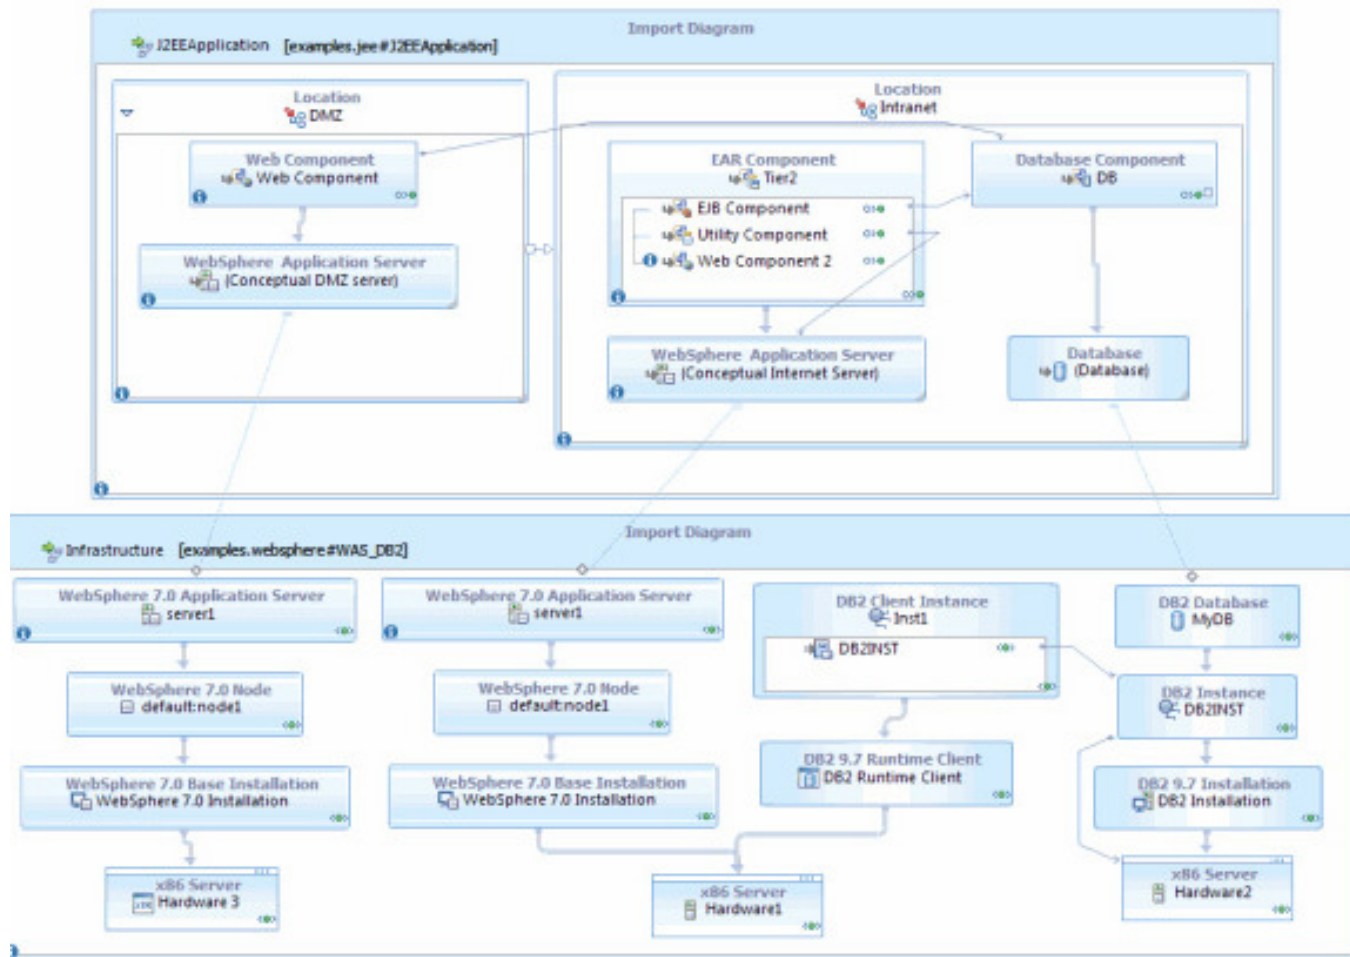 Import Diagram
J2EEApplication [examples.jee#J2EEApplication]
Location
DMZ
Web Component
Web Component
WebSphere Application Server
(Conceptual DMZ server)
Location
Intranet
EAR Component
Tier2
EJB Component
Utility Component
Web Component 2
WebSphere Application Server
(Conceptual Internet Server)
Database Component
DB
Database
(Database)
Import Diagram
Infrastructure [examples.websphere#WAS_DB2]
WebSphere 7.0 Application Server
server1
WebSphere 7.0 Node
default:node1
WebSphere 7.0 Base Installation
WebSphere 7.0 Installation
x86 Server
Hardware 3
WebSphere 7.0 Application Server
server1
WebSphere 7.0 Node
default:node1
WebSphere 7.0 Base Installation
WebSphere 7.0 Installation
x86 Server
Hardware1
DB2 Client Instance
Inst1
DB2INST
DB2 9.7 Runtime Client
DB2 Runtime Client
DB2 Database
MyDB
DB2 Instance
DB2INST
DB2 9.7 Installation
DB2 Installation
x86 Server
Hardware2